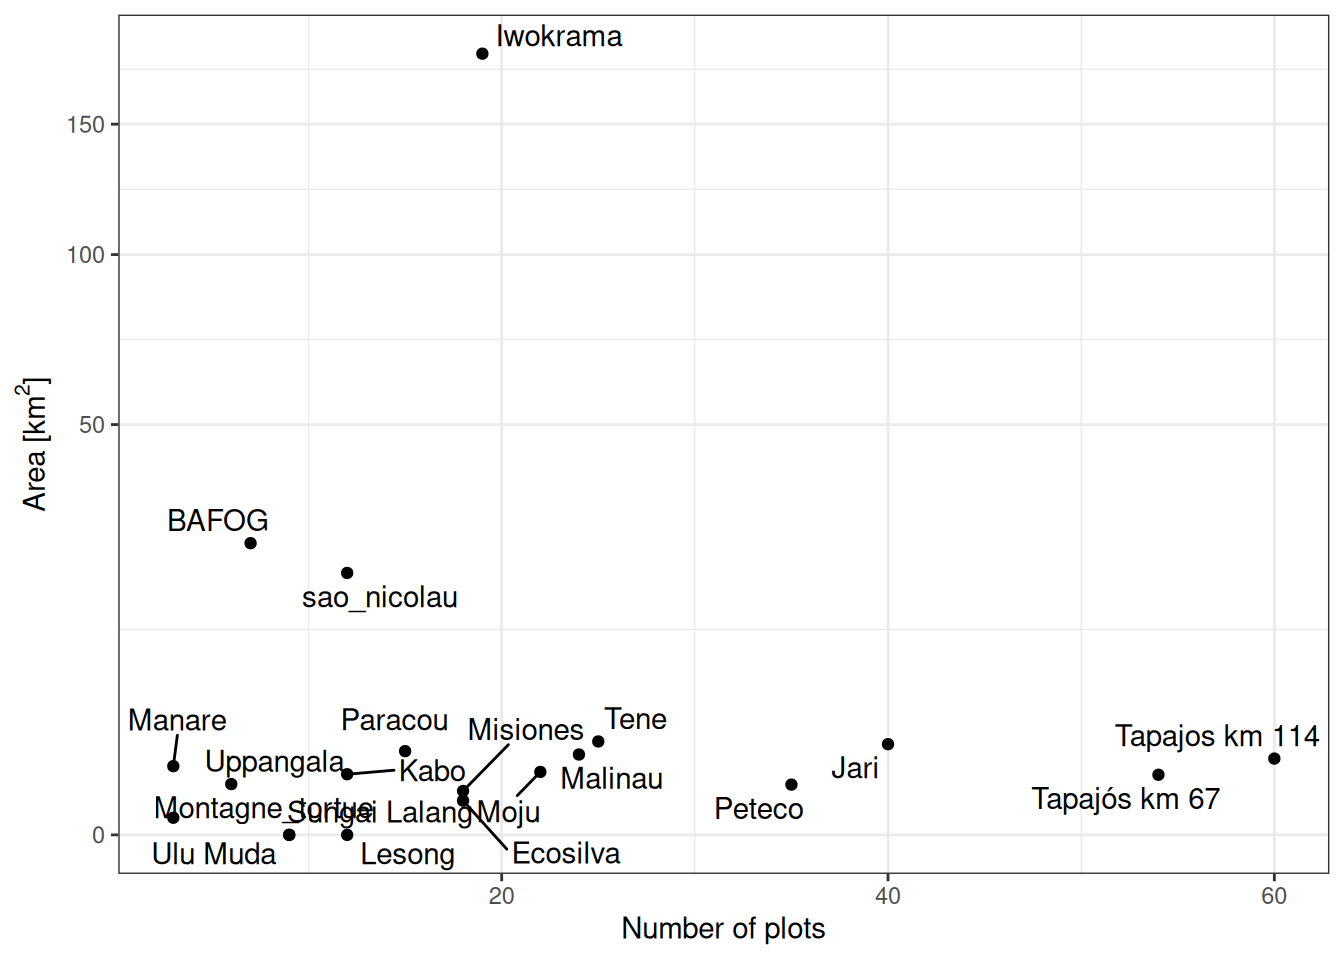 Iwokrama
150
100
Area [km²]
50
BAFOG
sao_nicolau
Manare
Paracou
Misiones
Tene
Tapajos km 114
Uppangala
Kabo
Malinau
Jari
Montagne_tortue
Sungai Lalang
Moju
Peteco
Tapajós km 67
0
Ulu Muda
Lesong
Ecosilva
20
40
60
Number of plots